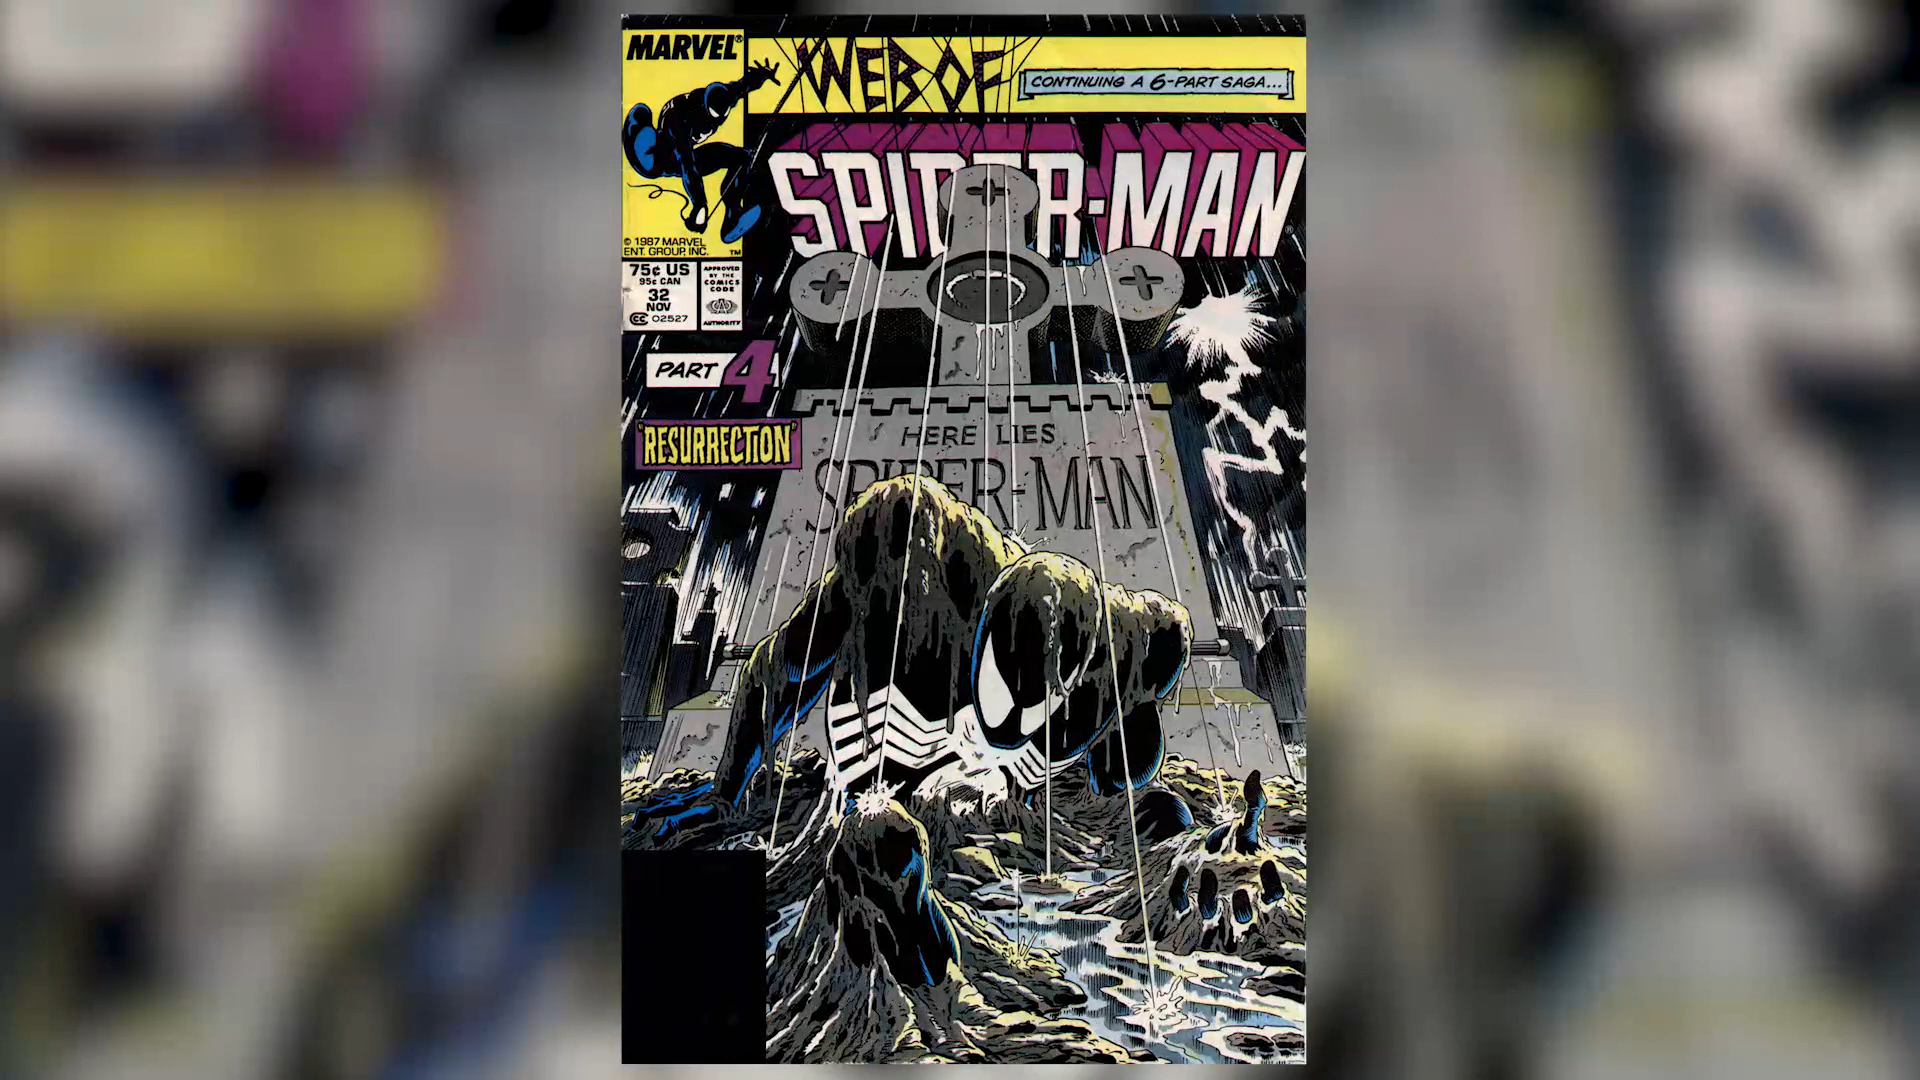 MARVEL®
WEB OF
CONTINUING A 6-PART SAGA...
SPIDER-MAN®
© 1987 MARVEL
ENT. GROUP, INC. ™
75¢ US
95¢ CAN
32
NOV
CC 02527
APPROVED
BY THE
COMICS
CODE
AUTHORITY
PART 4
"RESURRECTION"
HERE LIES
SPIDER-MAN